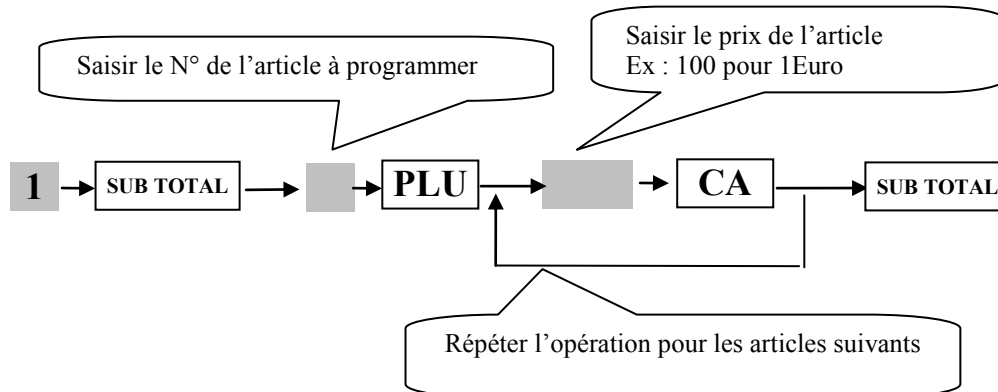 Saisir le N° de l’article à programmer
Saisir le prix de l’article
Ex : 100 pour 1Euro
1 SUB TOTAL PLU CA SUB TOTAL
Répéter l’opération pour les articles suivants